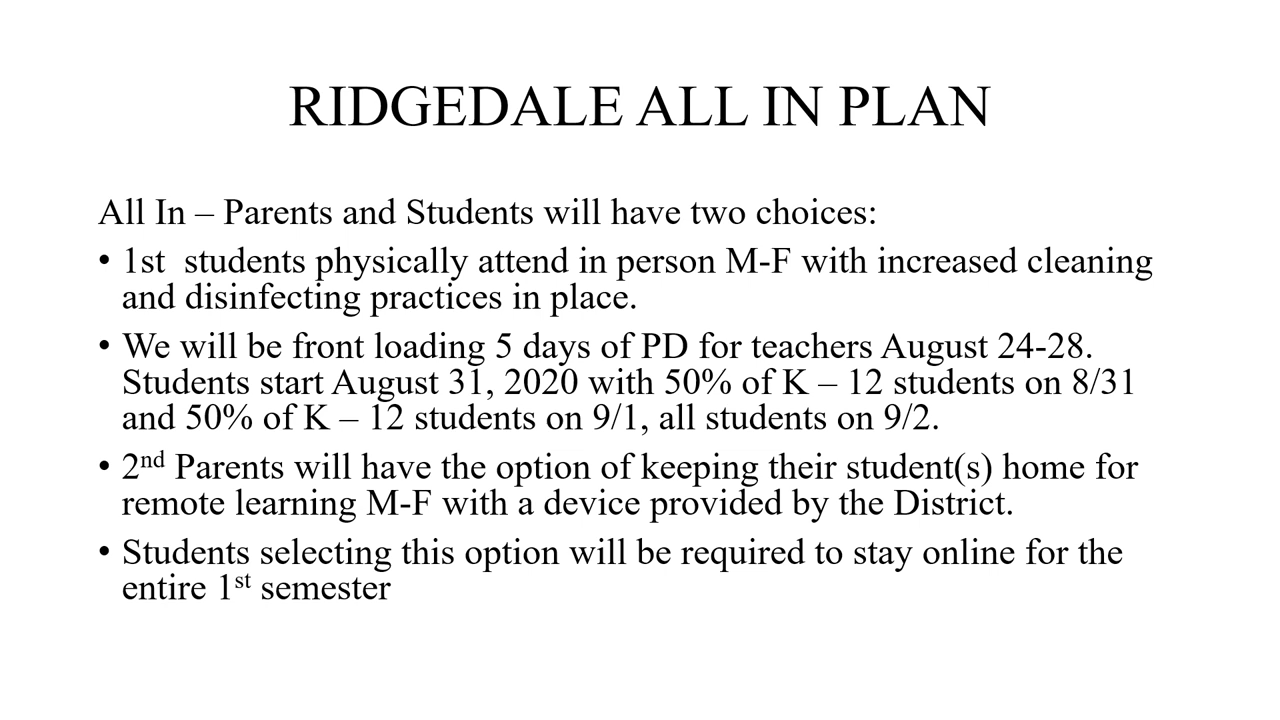 RIDGEDALE ALL IN PLAN
All In – Parents and Students will have two choices:
• 1st  students physically attend in person M-F with increased cleaning
and disinfecting practices in place.
• We will be front loading 5 days of PD for teachers August 24-28.
Students start August 31, 2020 with 50% of K – 12 students on 8/31
and 50% of K – 12 students on 9/1, all students on 9/2.
• 2nd Parents will have the option of keeping their student(s) home for
remote learning M-F with a device provided by the District.
• Students selecting this option will be required to stay online for the
entire 1st semester